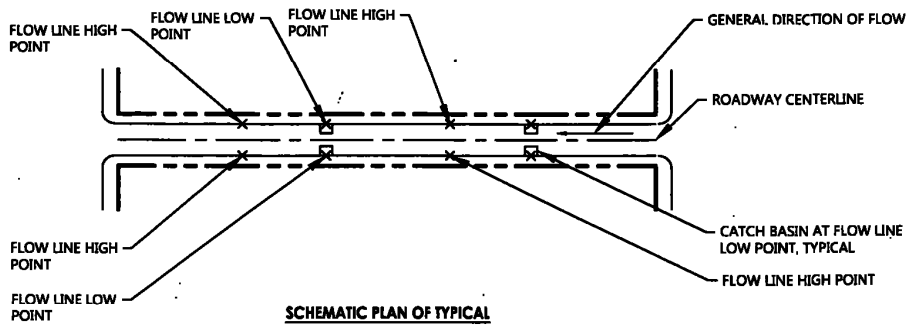 FLOW LINE HIGH
POINT
FLOW LINE LOW
POINT
FLOW LINE HIGH
POINT
GENERAL DIRECTION OF FLOW
ROADWAY CENTERLINE
FLOW LINE HIGH
POINT
FLOW LINE LOW
POINT
CATCH BASIN AT FLOW LINE
LOW POINT, TYPICAL
FLOW LINE HIGH POINT
SCHEMATIC PLAN OF TYPICAL